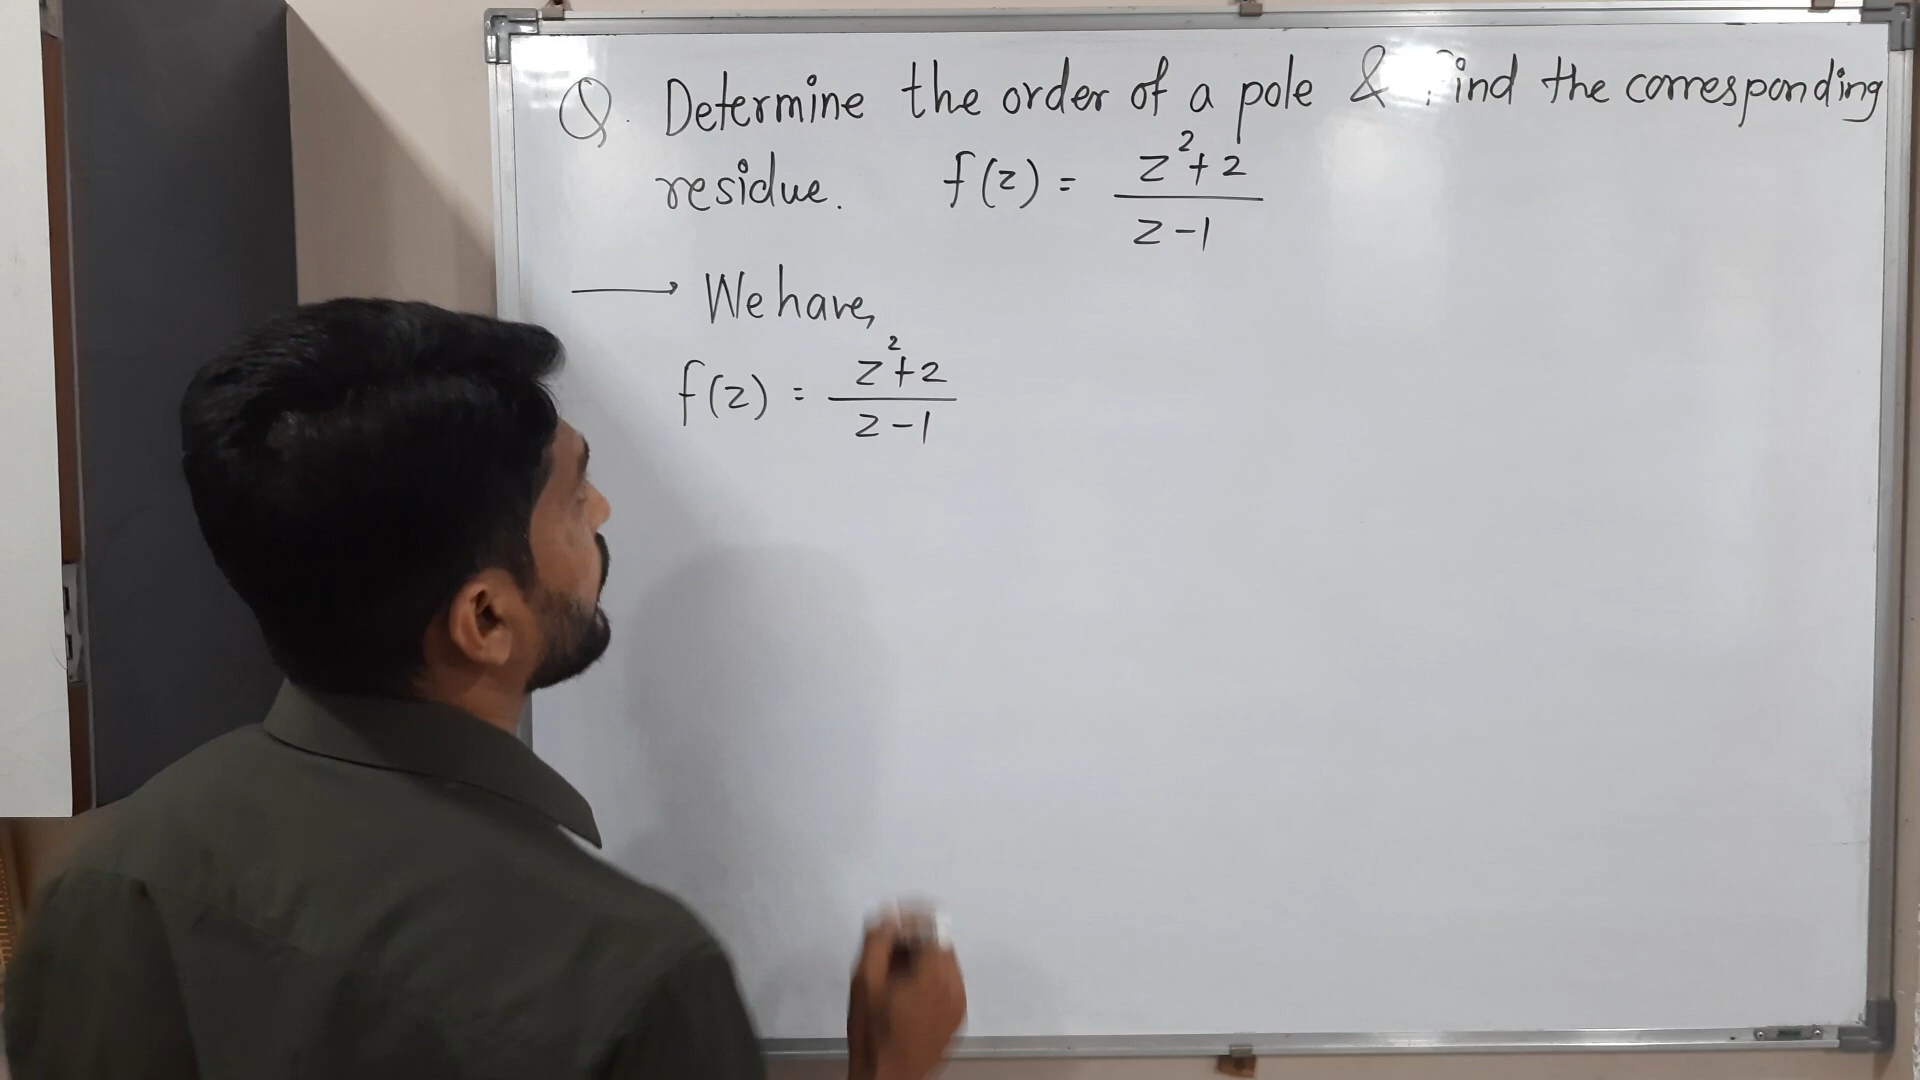 Q. Determine the order of a pole & find the corresponding
residue. f(z) = z²+2 / z-1
→ We have,
f(z) = z²+2 / z-1